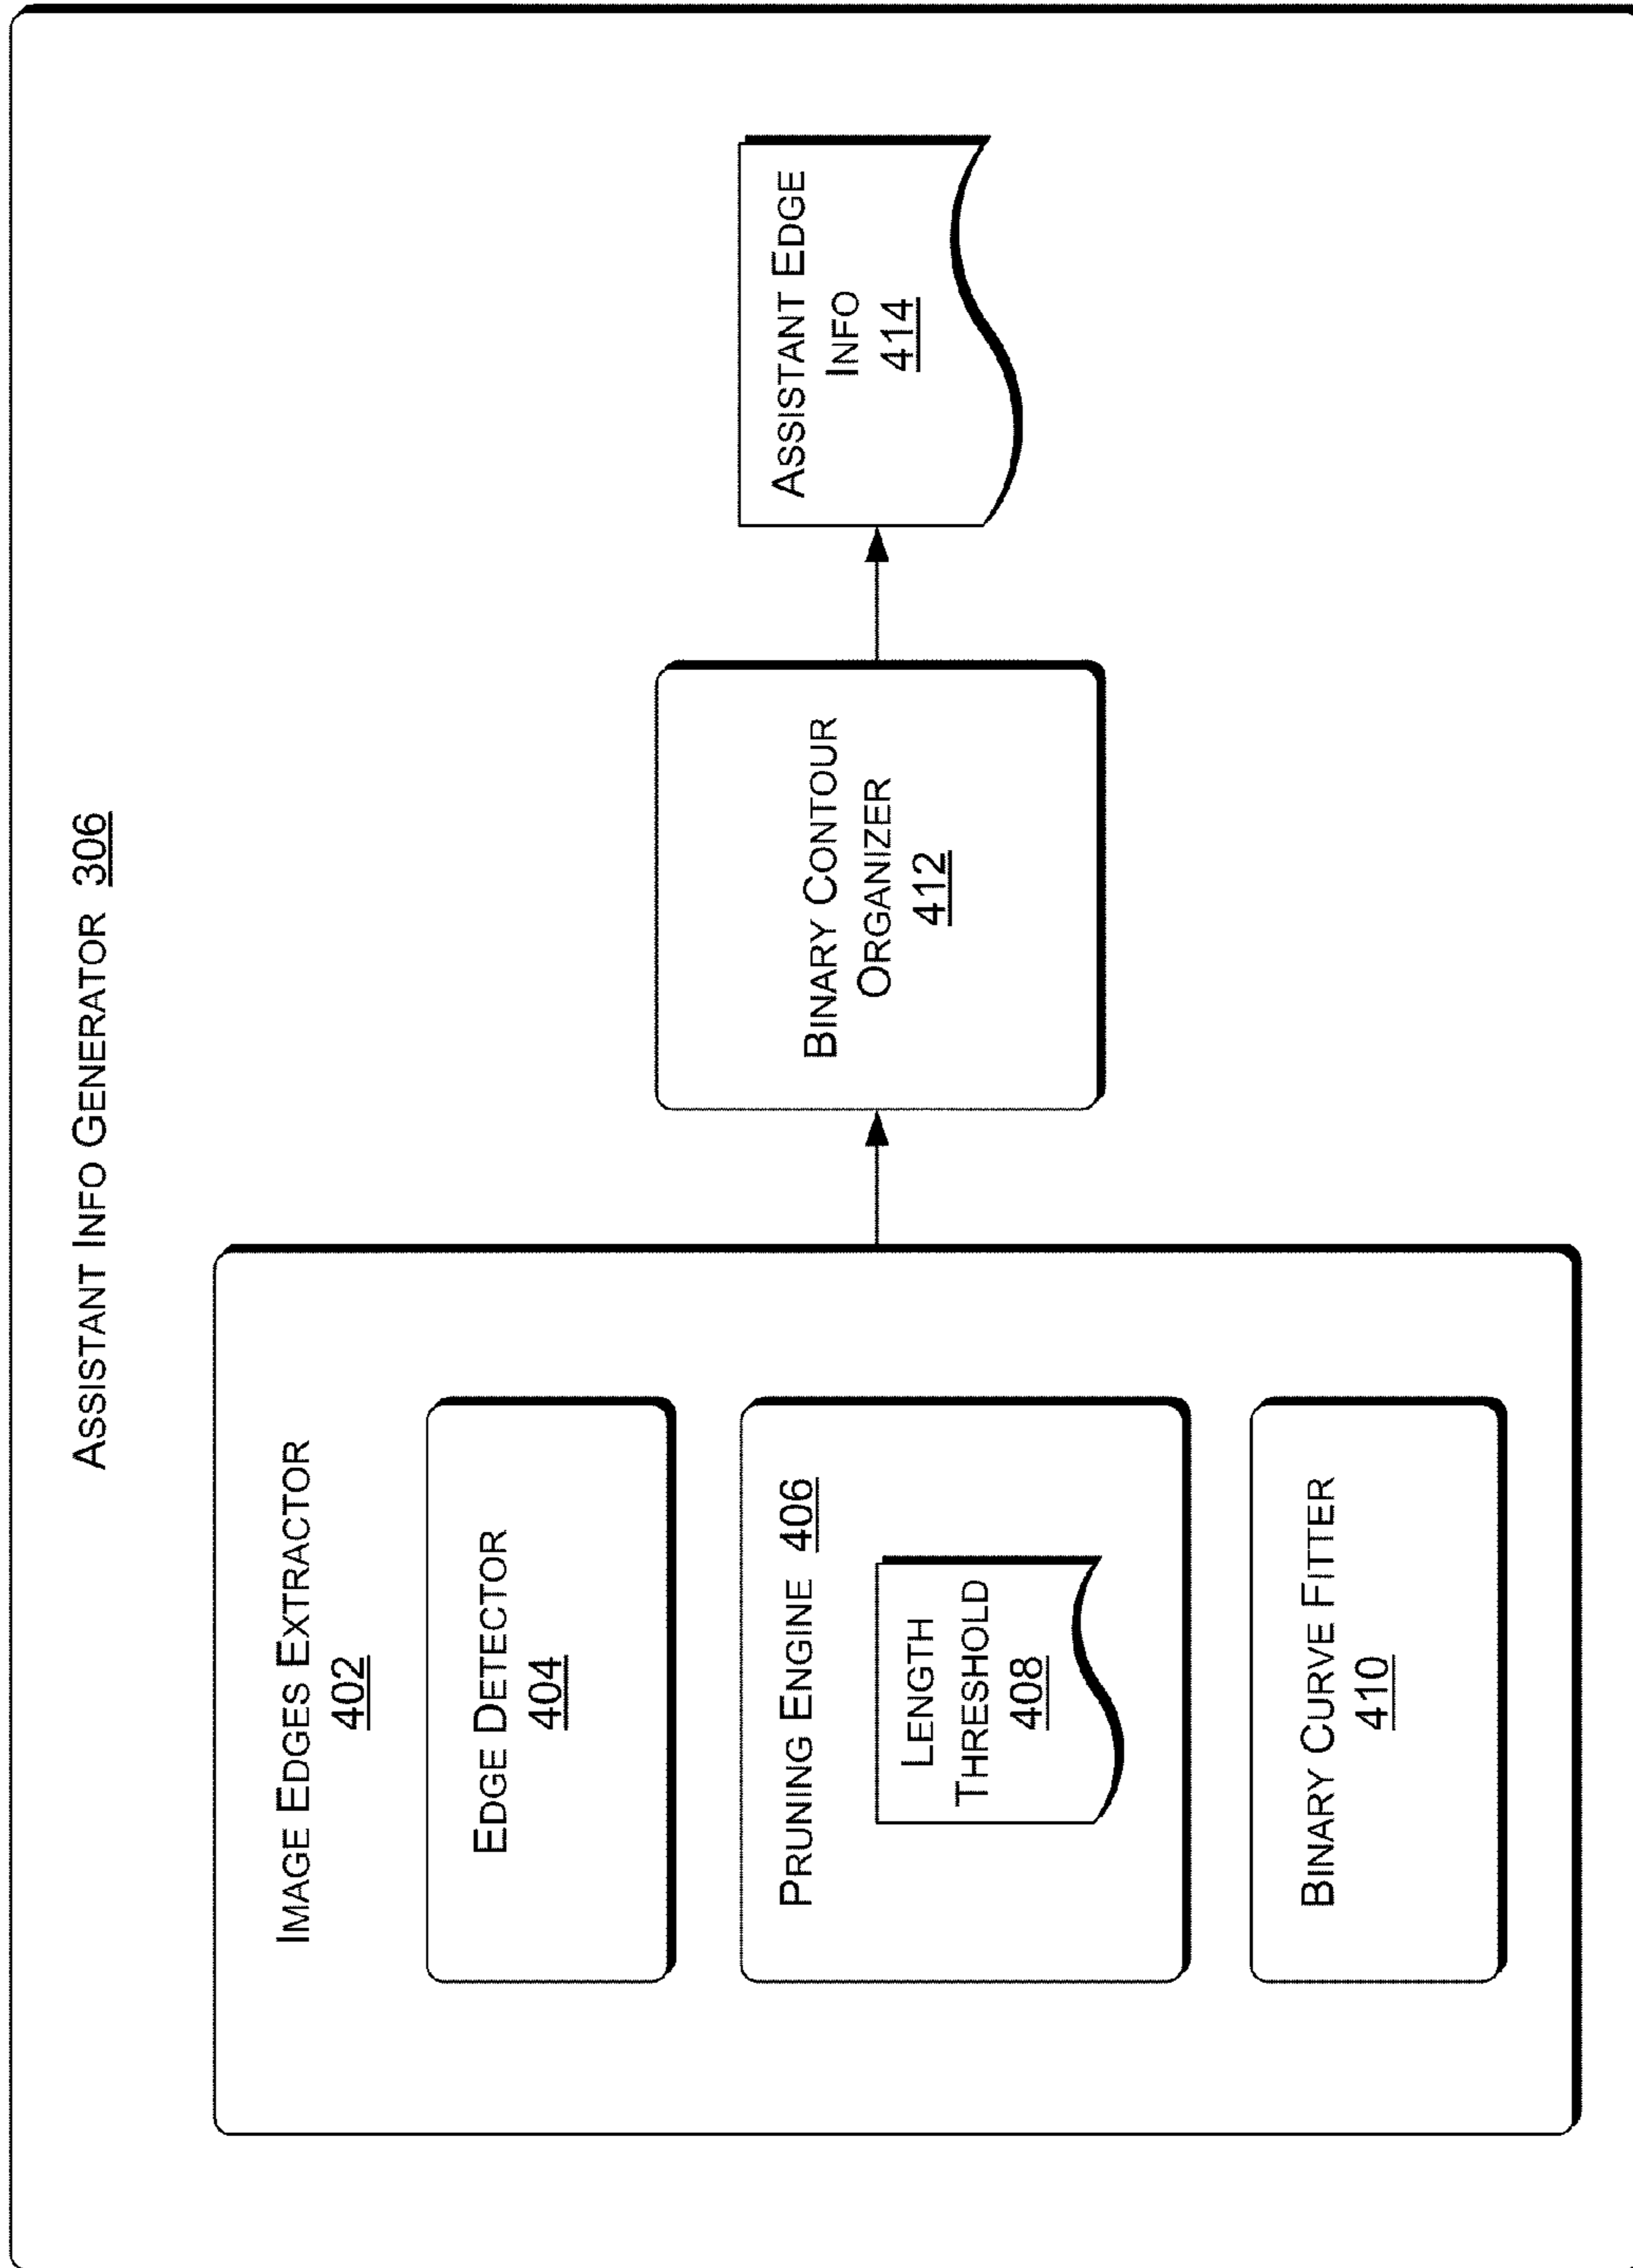 ASSISTANT INFO GENERATOR 306
IMAGE EDGES EXTRACTOR
402
EDGE DETECTOR
404
PRUNING ENGINE 406
LENGTH
THRESHOLD
408
BINARY CURVE FITTER
410
BINARY CONTOUR
ORGANIZER
412
ASSISTANT EDGE
INFO
414